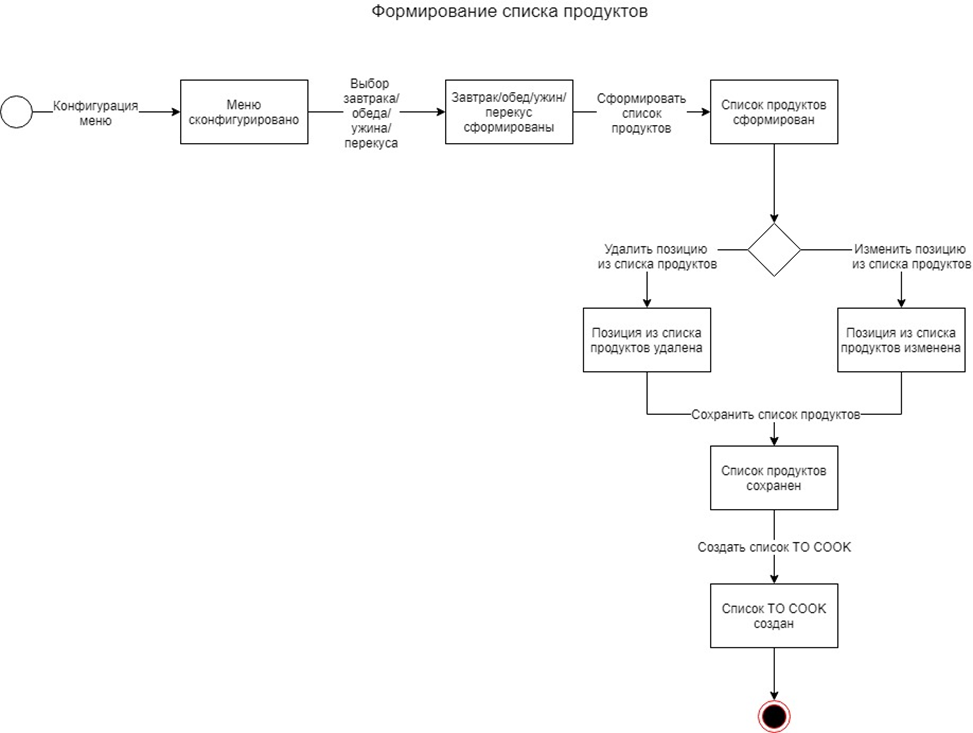 Формирование списка продуктов
Конфигурация
меню
Меню
сконфигурировано
Выбор
завтрака/
обеда/
ужина/
перекуса
Завтрак/обед/ужин/
перекус
сформированы
Сформировать
список
продуктов
Список продуктов
сформирован
Удалить позицию
из списка продуктов
Изменить позицию
из списка продуктов
Позиция из списка
продуктов удалена
Позиция из списка
продуктов изменена
Сохранить список продуктов
Список продуктов
сохранен
Создать список TO COOK
Список TO COOK
создан